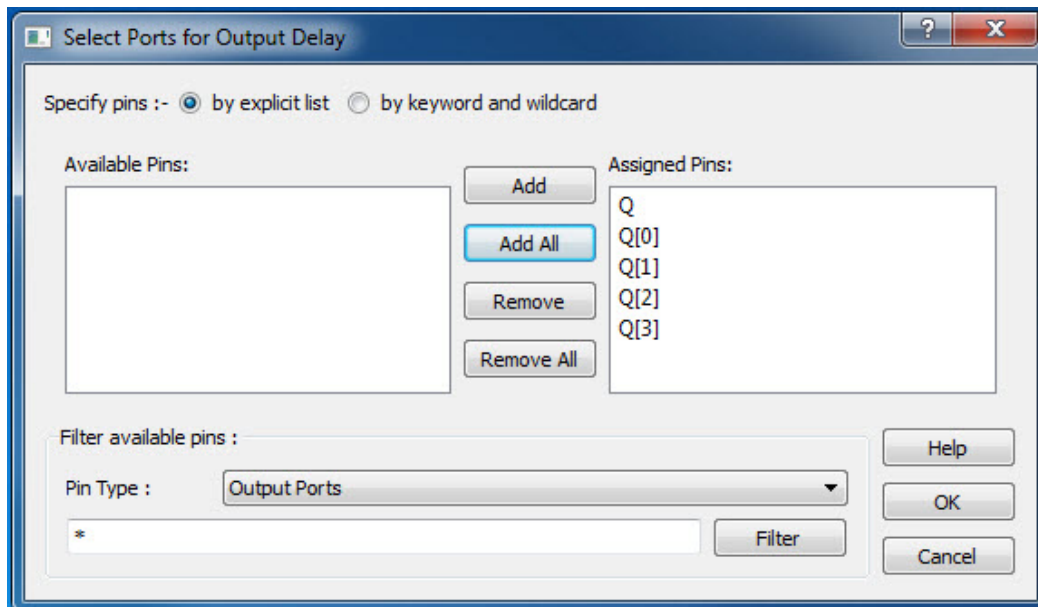 Select Ports for Output Delay
?
X
Specify pins :- by explicit list by keyword and wildcard
Available Pins:
Add
Add All
Remove
Remove All
Assigned Pins:
Q
Q[0]
Q[1]
Q[2]
Q[3]
Filter available pins :
Pin Type : Output Ports
*
Filter
Help
OK
Cancel